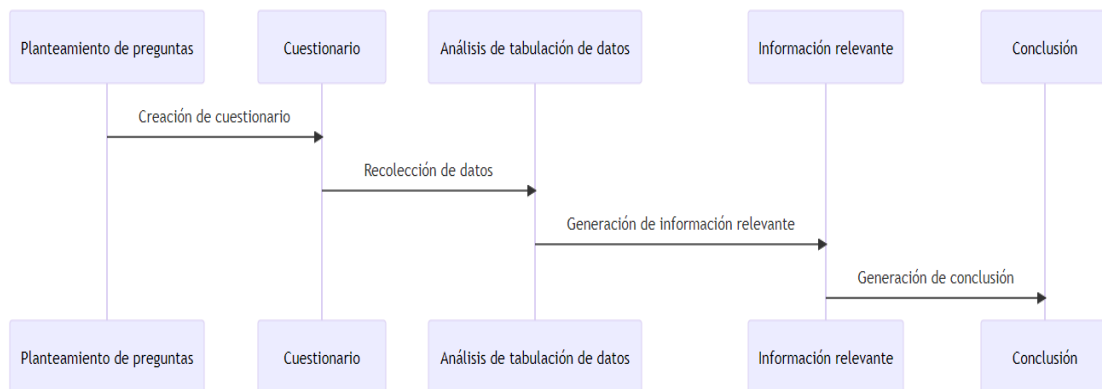 Planteamiento de preguntas
Cuestionario
Análisis de tabulación de datos
Información relevante
Conclusión
Creación de cuestionario
Recolección de datos
Generación de información relevante
Generación de conclusión
Planteamiento de preguntas
Cuestionario
Análisis de tabulación de datos
Información relevante
Conclusión